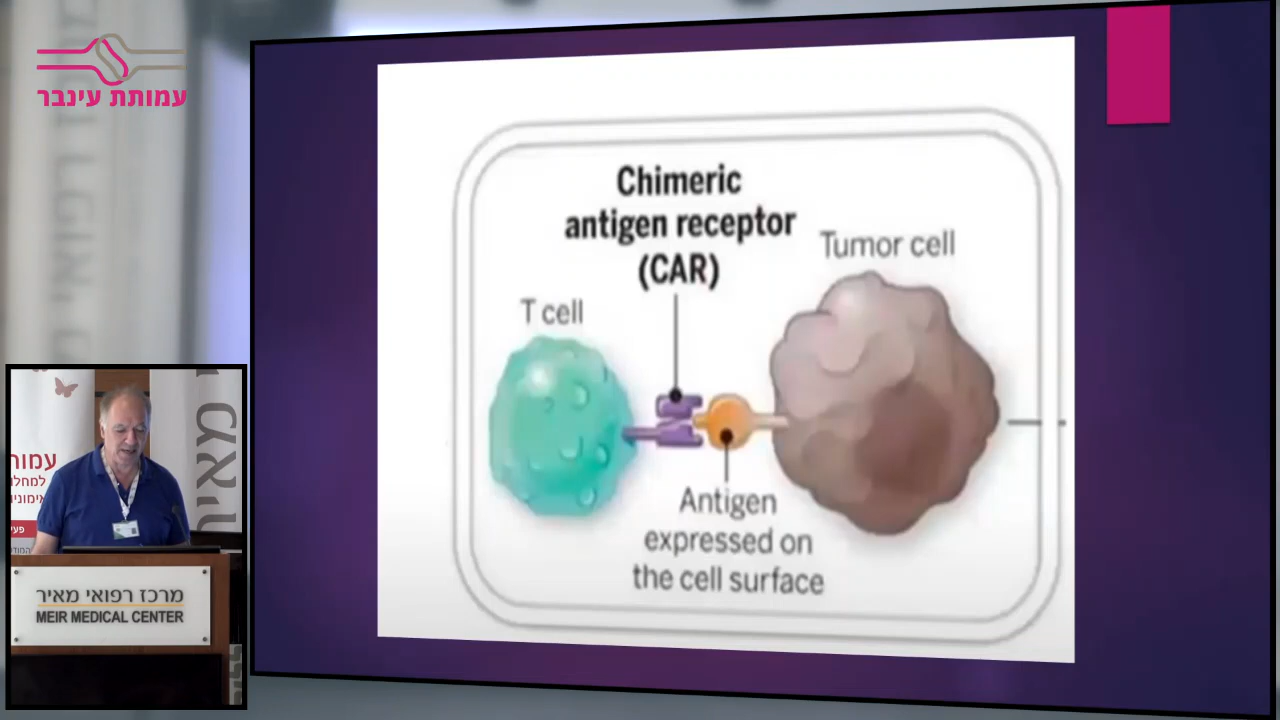 עמותת עינבר
Chimeric
antigen receptor
(CAR)
Tumor cell
T cell
Antigen
expressed on
the cell surface
מאיר
מרכז רפואי מאיר
MEIR MEDICAL CENTER